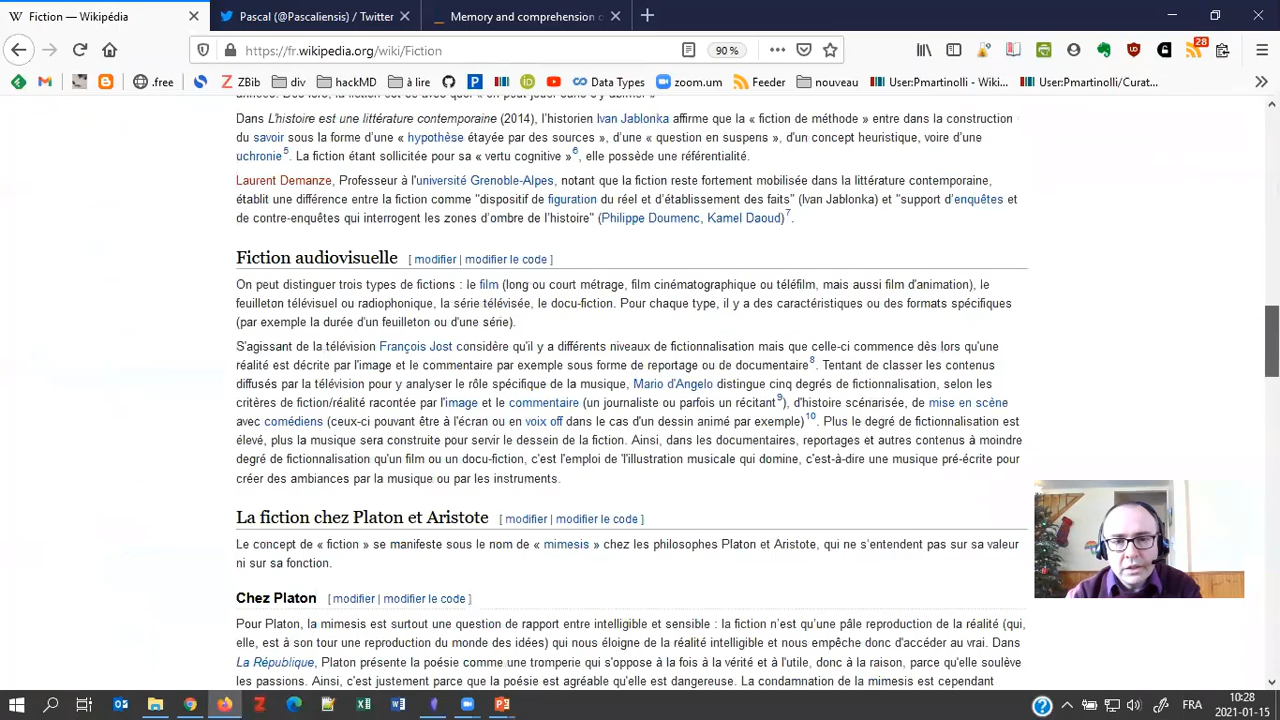 Fiction — Wikipédia
Pascal (@Pascaliensis) / Twitter
Memory and comprehension o
https://fr.wikipedia.org/wiki/Fiction
90 %
28
.free
ZBib
div
hackMD
à lire
Data Types
zoom.um
Feeder
nouveau
User:Pmartinolli - Wiki...
User:Pmartinolli/Curat...
Dans L'histoire est une littérature contemporaine (2014), l'historien Ivan Jablonka affirme que la « fiction de méthode » entre dans la construction
du savoir sous la forme d'une « hypothèse étayée par des sources », d'une « question en suspens », d'un concept heuristique, voire d'une
uchronie5. La fiction étant sollicitée pour sa « vertu cognitive »6, elle possède une référentialité.
Laurent Demanze, Professeur à l'université Grenoble-Alpes, notant que la fiction reste fortement mobilisée dans la littérature contemporaine,
établit une différence entre la fiction comme "dispositif de figuration du réel et d'établissement des faits" (Ivan Jablonka) et "support d'enquêtes et
de contre-enquêtes qui interrogent les zones d'ombre de l'histoire" (Philippe Doumenc, Kamel Daoud)7.
Fiction audiovisuelle [ modifier | modifier le code ]
On peut distinguer trois types de fictions : le film (long ou court métrage, film cinématographique ou téléfilm, mais aussi film d'animation), le
feuilleton télévisuel ou radiophonique, la série télévisée, le docu-fiction. Pour chaque type, il y a des caractéristiques ou des formats spécifiques
(par exemple la durée d'un feuilleton ou d'une série).
S'agissant de la télévision François Jost considère qu'il y a différents niveaux de fictionnalisation mais que celle-ci commence dès lors qu'une
réalité est décrite par l'image et le commentaire par exemple sous forme de reportage ou de documentaire8. Tentant de classer les contenus
diffusés par la télévision pour y analyser le rôle spécifique de la musique, Mario d'Angelo distingue cinq degrés de fictionnalisation, selon les
critères de fiction/réalité racontée par l'image et le commentaire (un journaliste ou parfois un récitant9), d'histoire scénarisée, de mise en scène
avec comédiens (ceux-ci pouvant être à l'écran ou en voix off dans le cas d'un dessin animé par exemple)10. Plus le degré de fictionnalisation est
élevé, plus la musique sera construite pour servir le dessein de la fiction. Ainsi, dans les documentaires, reportages et autres contenus à moindre
degré de fictionnalisation qu'un film ou un docu-fiction, c'est l'emploi de l'illustration musicale qui domine, c'est-à-dire une musique pré-écrite pour
créer des ambiances par la musique ou par les instruments.
La fiction chez Platon et Aristote [ modifier | modifier le code ]
Le concept de « fiction » se manifeste sous le nom de « mimesis » chez les philosophes Platon et Aristote, qui ne s'entendent pas sur sa valeur
ni sur sa fonction.
Chez Platon [ modifier | modifier le code ]
Pour Platon, la mimesis est surtout une question de rapport entre intelligible et sensible : la fiction n'est qu'une pâle reproduction de la réalité (qui,
elle, est à son tour une reproduction du monde des idées) qui nous éloigne de la réalité intelligible et nous empêche donc d'accéder au vrai. Dans
La République, Platon présente la poésie comme une tromperie qui s'oppose à la fois à la vérité et à l'utile, donc à la raison, parce qu'elle soulève
les passions. Ainsi, c'est justement parce que la poésie est agréable qu'elle est dangereuse. La condamnation de la mimesis est cependant
FRA
10:28
2021-01-15